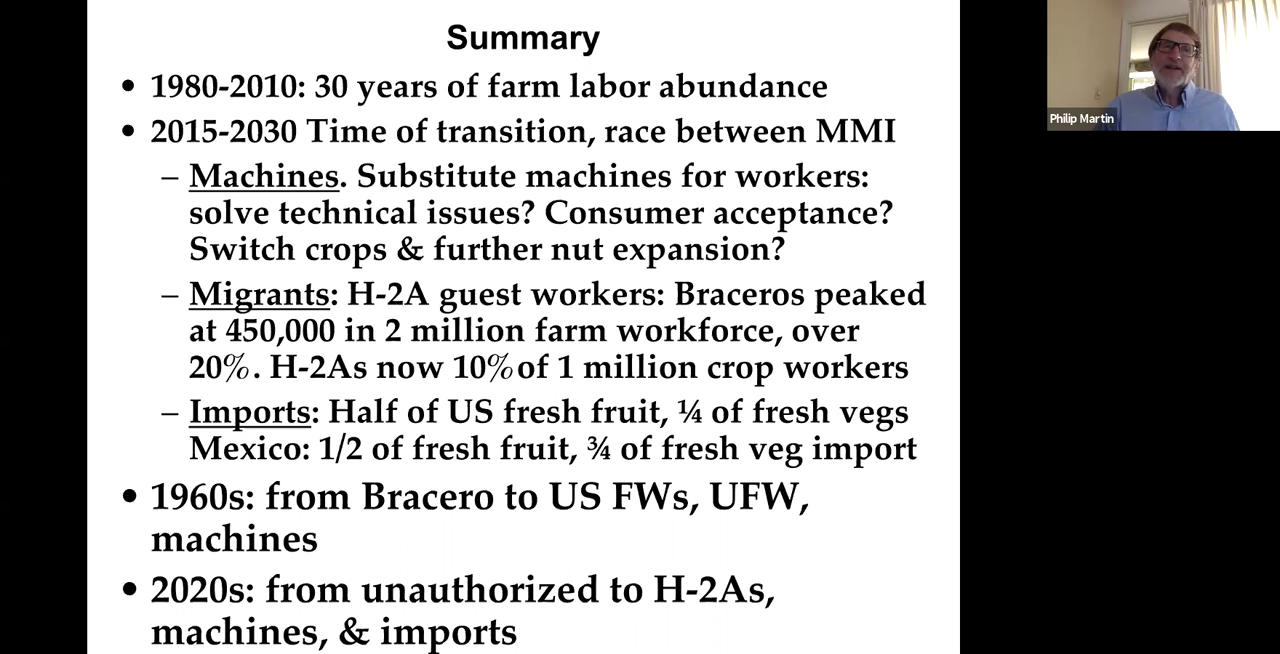 Summary
• 1980-2010: 30 years of farm labor abundance
• 2015-2030 Time of transition, race between MMI
– Machines. Substitute machines for workers:
solve technical issues? Consumer acceptance?
Switch crops & further nut expansion?
– Migrants: H-2A guest workers: Braceros peaked
at 450,000 in 2 million farm workforce, over
20%. H-2As now 10% of 1 million crop workers
– Imports: Half of US fresh fruit, ¼ of fresh vegs
Mexico: 1/2 of fresh fruit, ¾ of fresh veg import
• 1960s: from Bracero to US FWs, UFW,
machines
• 2020s: from unauthorized to H-2As,
machines, & imports
Philip Martin